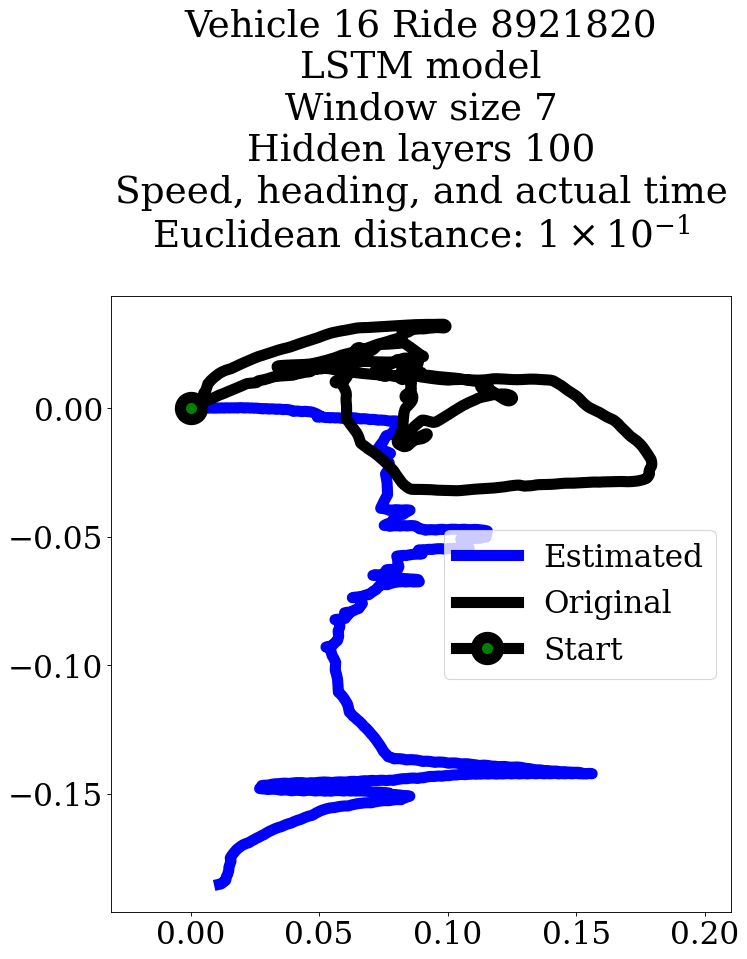 Vehicle 16 Ride 8921820
LSTM model
Window size 7
Hidden layers 100
Speed, heading, and actual time
Euclidean distance: 1 × 10⁻¹
0.00
−0.05
−0.10
−0.15
Estimated
Original
Start
0.00 0.05 0.10 0.15 0.20